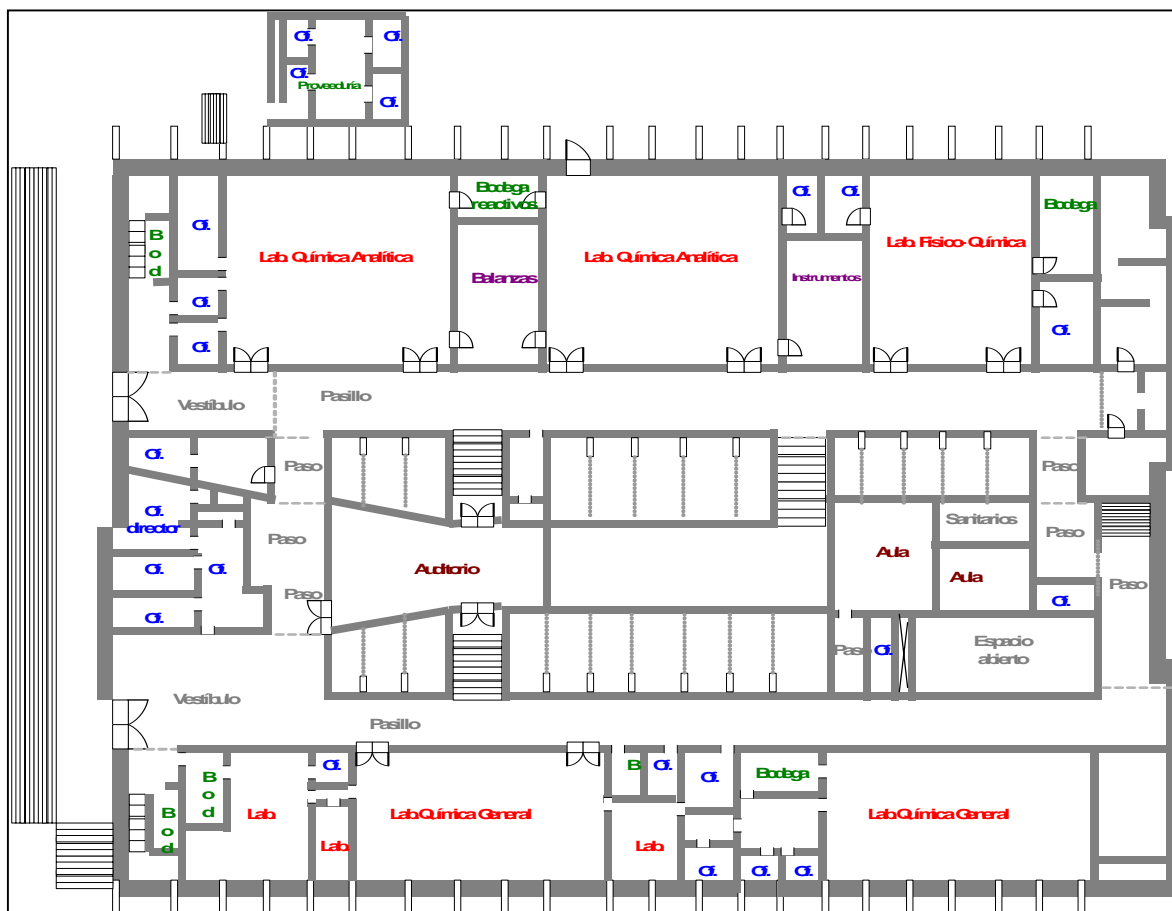 Of.
Of.
Of.
Proveeduría
Of.
Bodega
reactivos
Of.
Of.
Bodega
Of.
B
o
d
Lab. Química Analítica
Lab. Química Analítica
Lab. Fisico- Química
Balanzas
Instrumentos
Of.
Of.
Of.
Vestíbulo
Pasillo
Of.
Paso
Paso
Of.
director
Sanitarios
Paso
Paso
Aula
Auditorio
Of.
Of.
Aula
Paso
Paso
Of.
Of.
Paso
Of.
Espacio
abierto
Vestíbulo
Pasillo
B
o
d
Of.
B
Of.
Of.
Bodega
B
o
d
Lab.
Lab.Química General
Lab.Química General
Lab.
Lab.
Of.
Of.
Of.